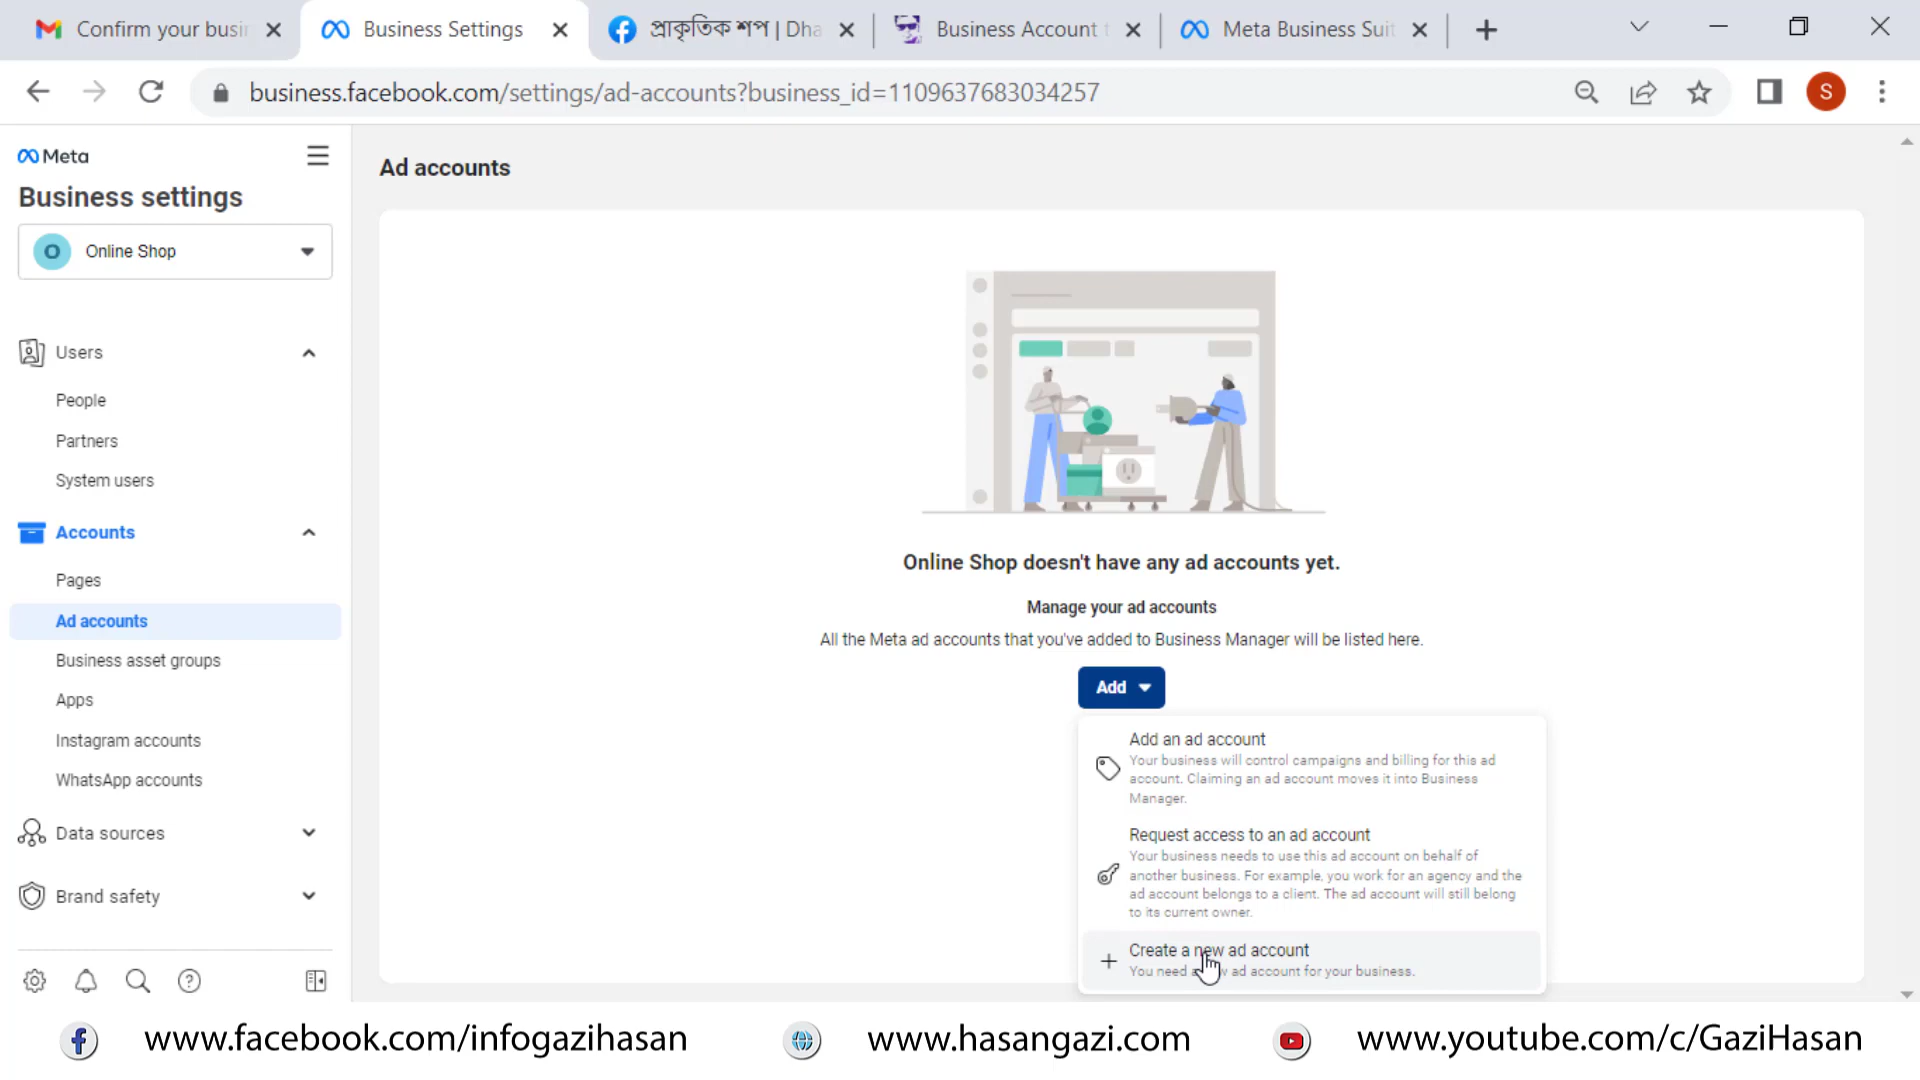 Confirm your busin
Business Settings
প্রাকৃতিক শপ | Dha
Business Account t
Meta Business Suit
business.facebook.com/settings/ad-accounts?business_id=1109637683034257
S
Meta
Business settings
O
Online Shop
Users
People
Partners
System users
Accounts
Pages
Ad accounts
Business asset groups
Apps
Instagram accounts
WhatsApp accounts
Data sources
Brand safety
Ad accounts
Online Shop doesn't have any ad accounts yet.
Manage your ad accounts
All the Meta ad accounts that you've added to Business Manager will be listed here.
Add
Add an ad account
Your business will control campaigns and billing for this ad
account. Claiming an ad account moves it into Business
Manager.
Request access to an ad account
Your business needs to use this ad account on behalf of
another business. For example, you work for an agency and the
ad account belongs to a client. The ad account will still belong
to its current owner.
Create a new ad account
You need a new ad account for your business.
www.facebook.com/infogazihasan
www.hasangazi.com
www.youtube.com/c/GaziHasan